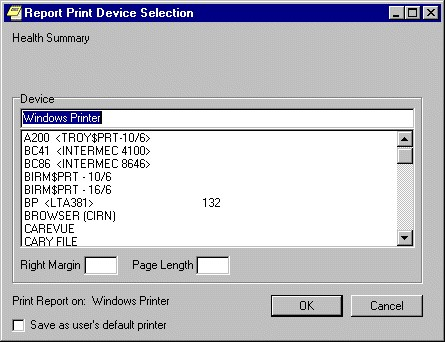 Report Print Device Selection
Health Summary
Device
Windows Printer
A200 <TROY$PRT-10/6>
BC41 <INTERMEC 4100>
BC86 <INTERMEC 8646>
BIRM$PRT - 10/6
BIRM$PRT - 16/6
BP <LTA381> 132
BROWSER (CIRN)
CAREVUE
CARY FILE
Right Margin Page Length
Print Report on: Windows Printer
OK Cancel
Save as user's default printer